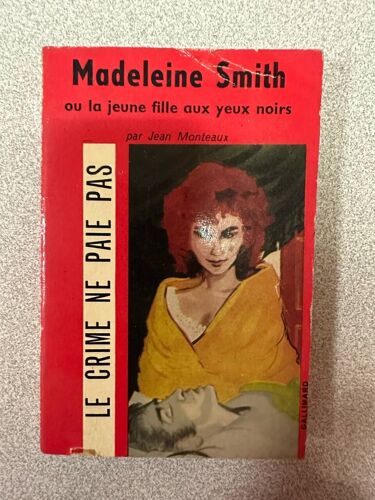 Madeleine Smith
ou la jeune fille aux yeux noirs
par Jean Monteaux
LE CRIME NE PAIE PAS
GALLIMARD